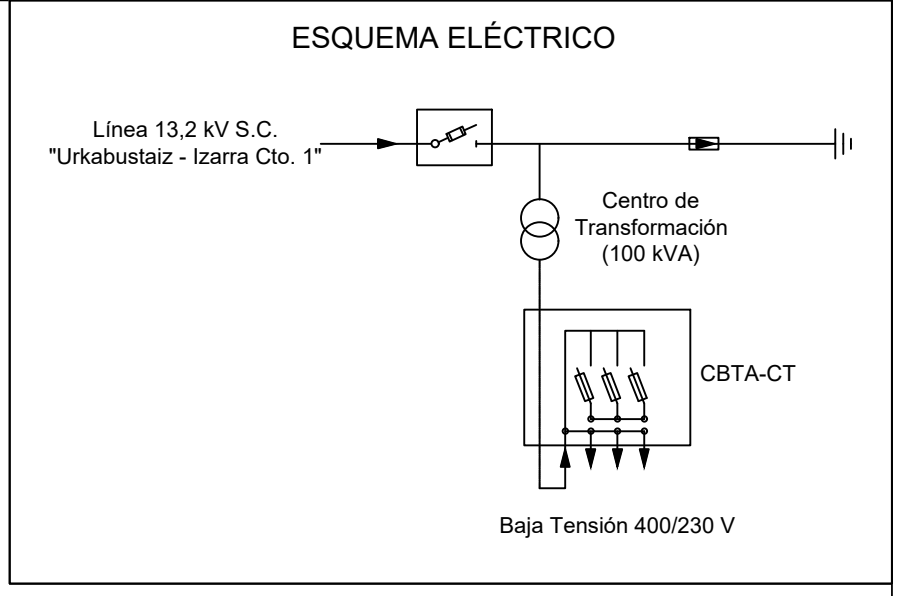 ESQUEMA ELÉCTRICO
Línea 13,2 kV S.C.
"Urkabustaiz - Izarra Cto. 1"
Centro de
Transformación
(100 kVA)
CBTA-CT
Baja Tensión 400/230 V